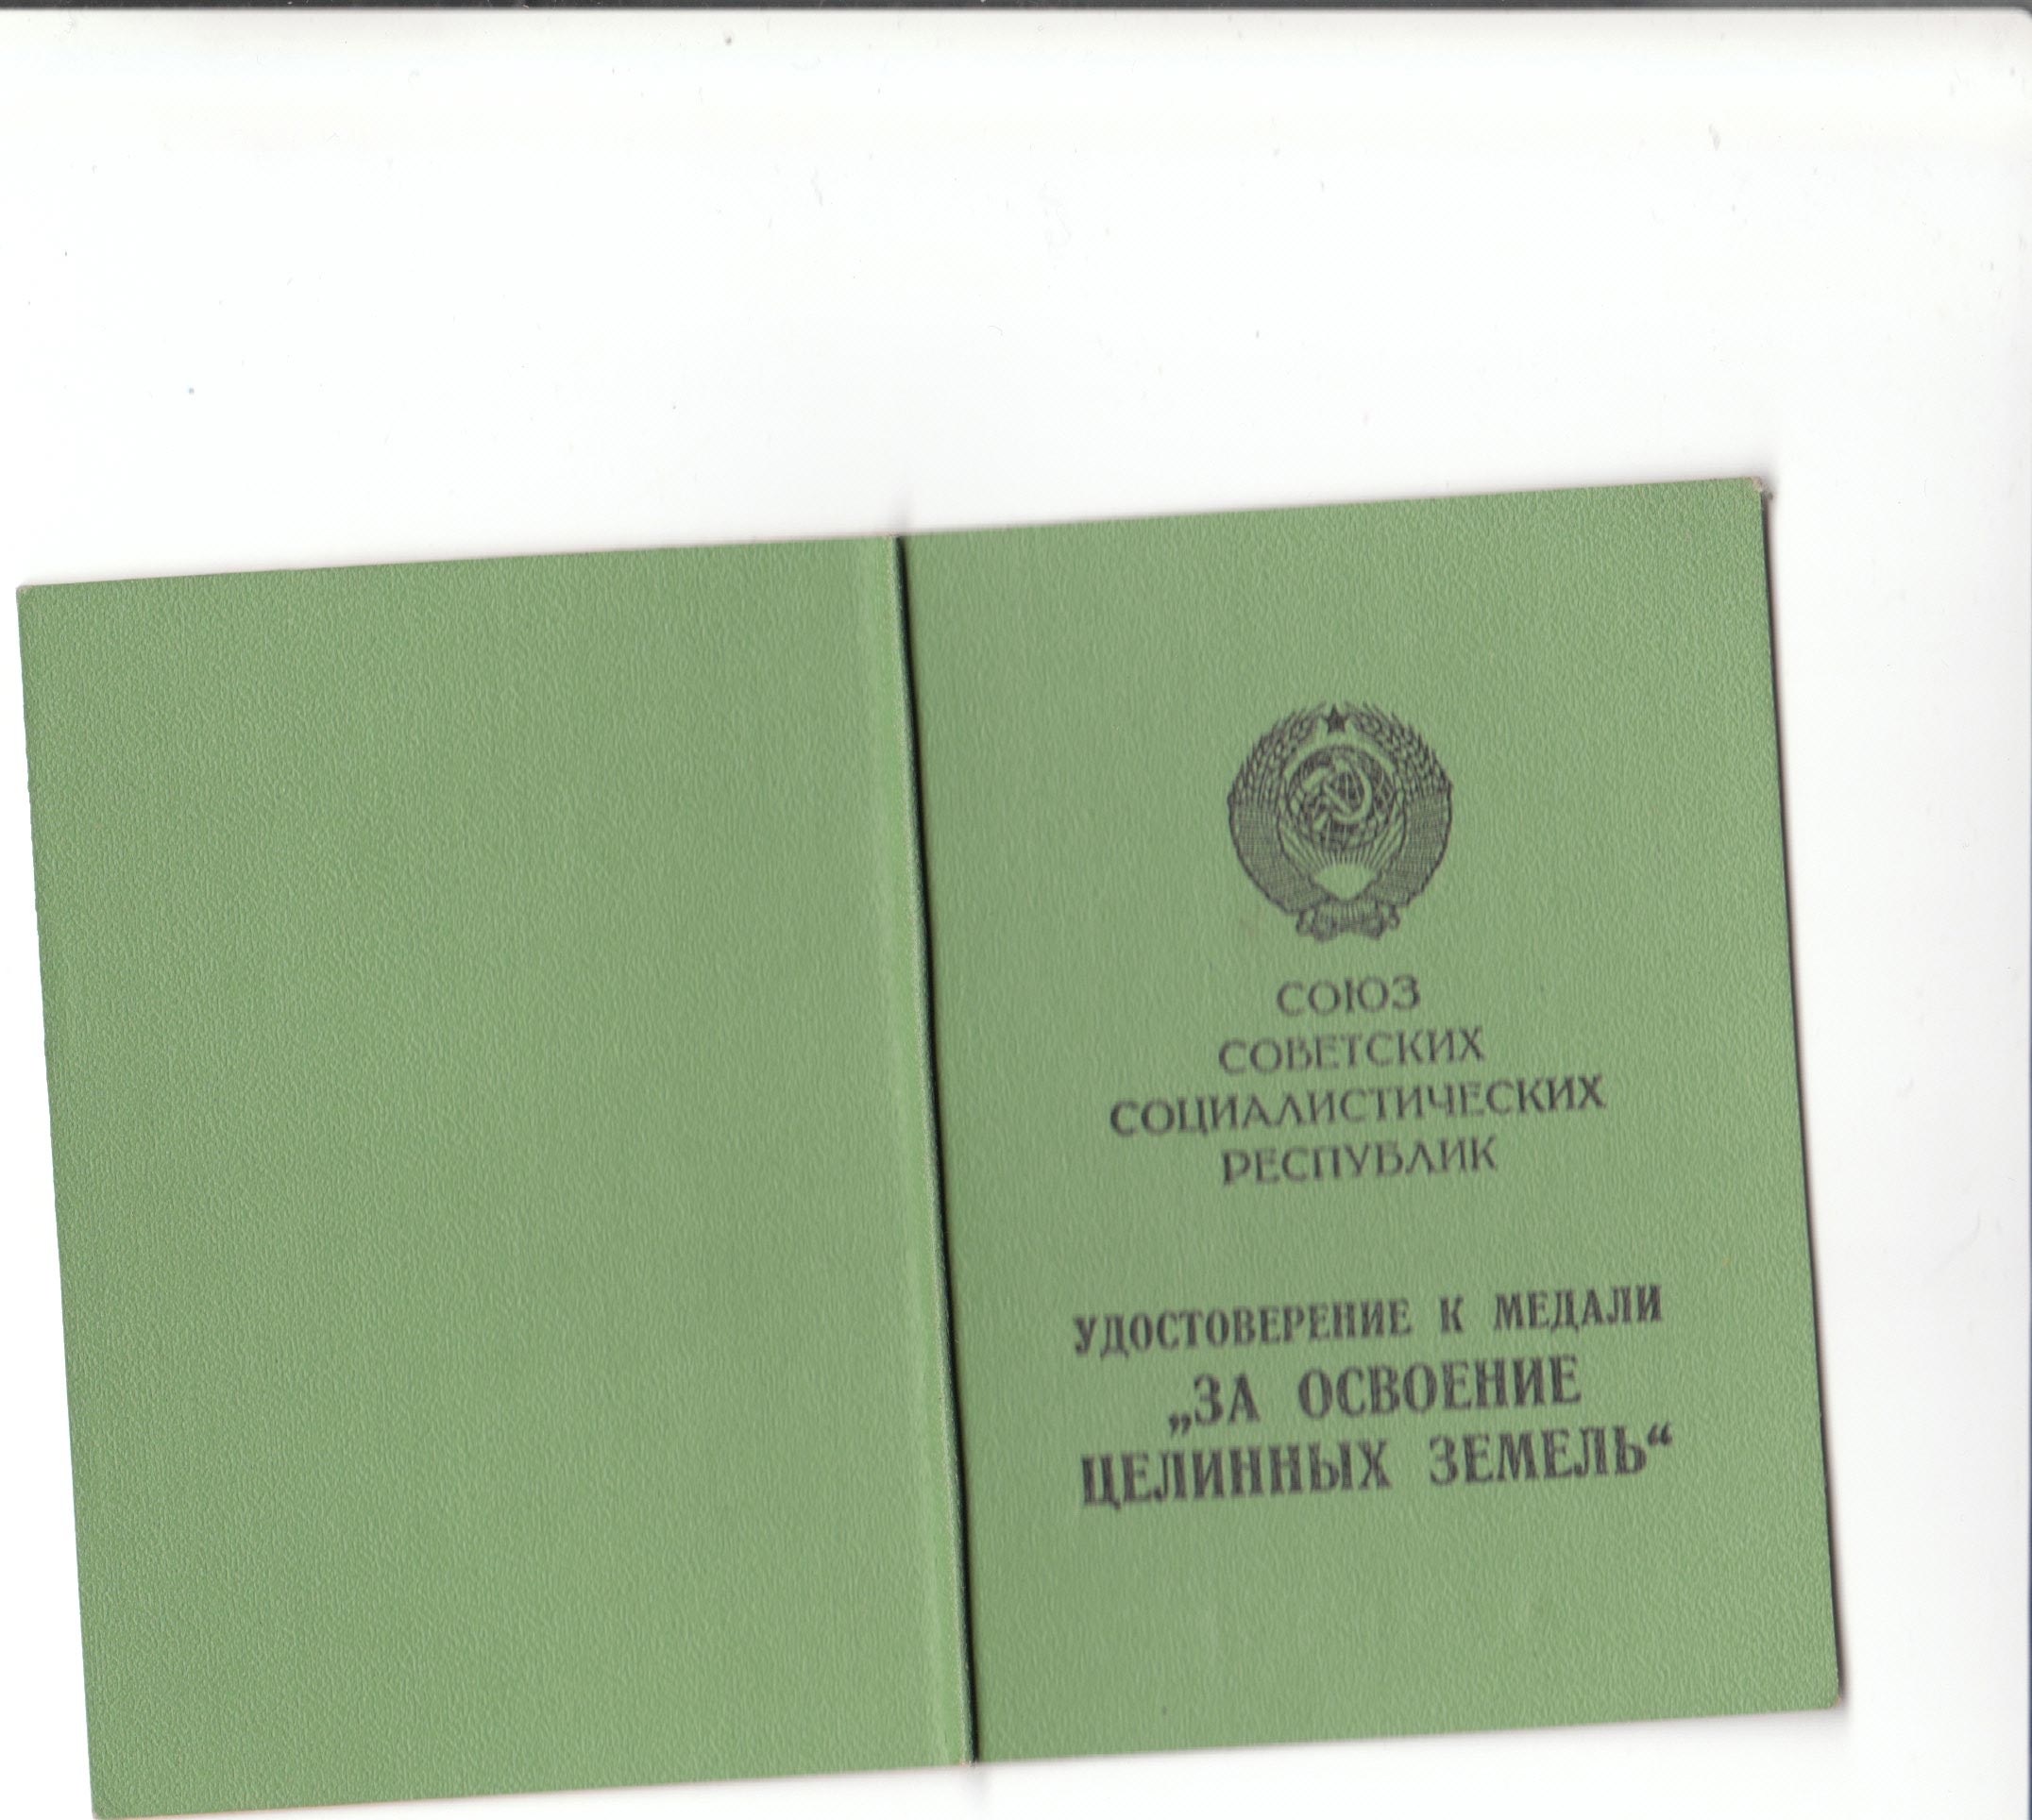 СОЮЗ
СОВЕТСКИХ
СОЦИАЛИСТИЧЕСКИХ
РЕСПУБЛИК
УДОСТОВЕРЕНИЕ К МЕДАЛИ
„ЗА ОСВОЕНИЕ
ЦЕЛИННЫХ ЗЕМЕЛЬ“